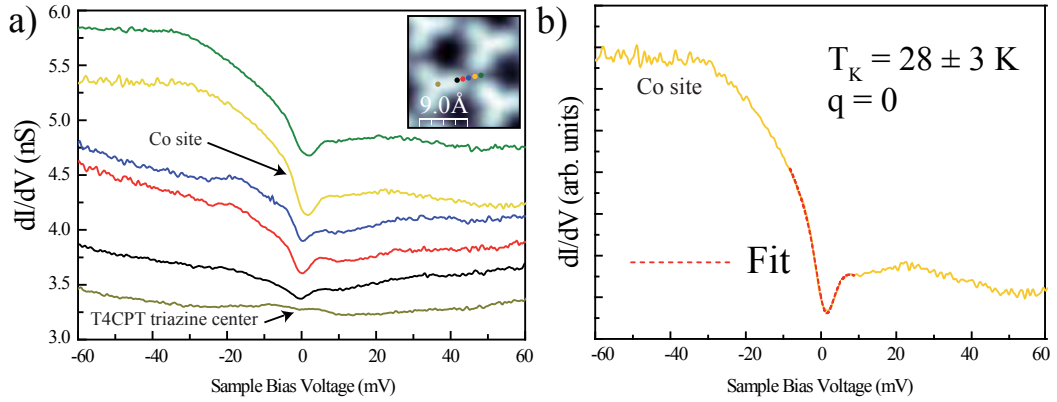 a)
6.0
5.5
5.0
4.5
4.0
3.5
3.0
dI/dV (nS)
Co site
T4CPT triazine center
9.0Å
-60 -40 -20 0 20 40 60
Sample Bias Voltage (mV)
b)
dI/dV (arb. units)
Co site
T_K = 28 ± 3 K
q = 0
Fit
-60 -40 -20 0 20 40 60
Sample Bias Voltage (mV)